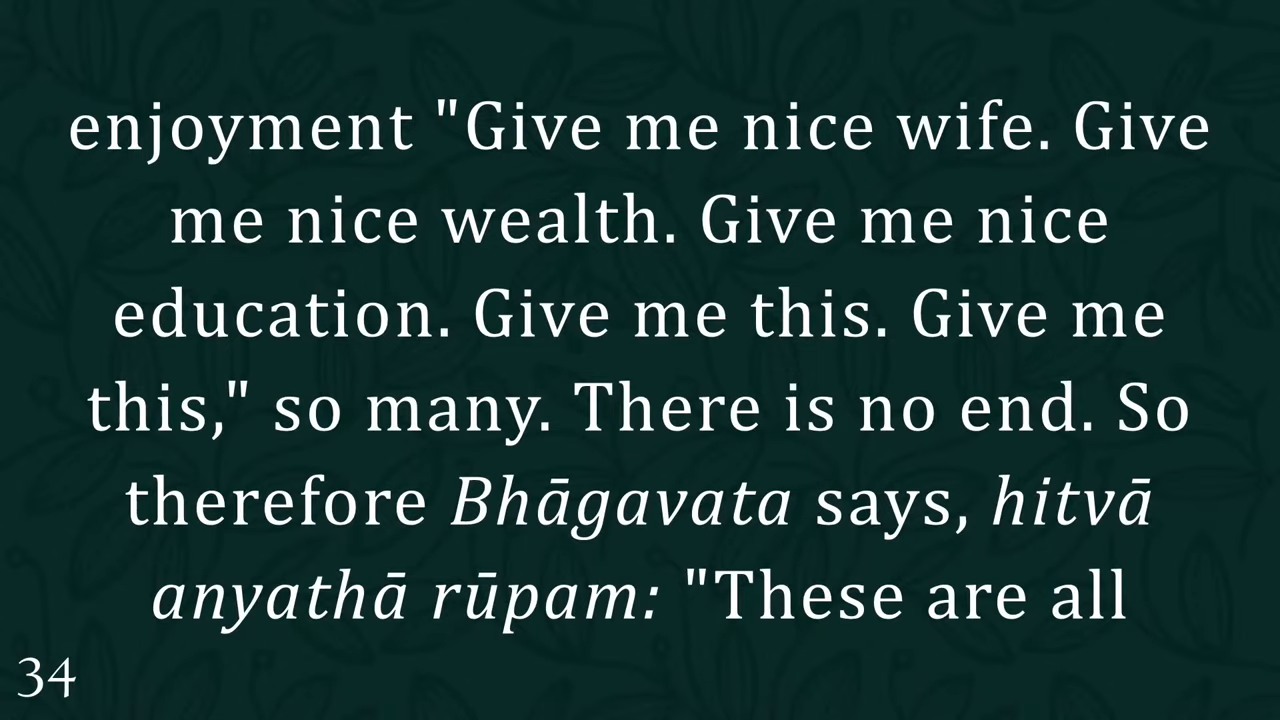 enjoyment "Give me nice wife. Give
me nice wealth. Give me nice
education. Give me this. Give me
this," so many. There is no end. So
therefore Bhāgavata says, hitvā
anyathā rūpam: "These are all
34